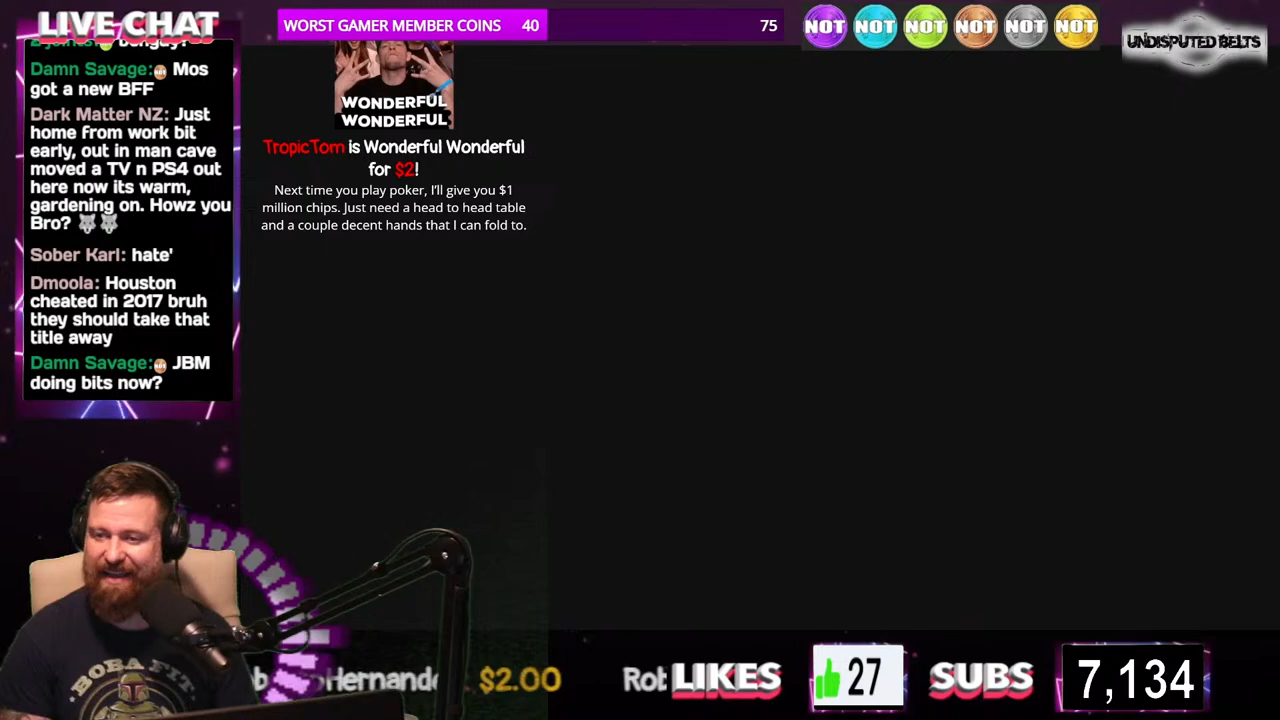 LIVE CHAT
WORST GAMER MEMBER COINS 40 75
NOT NOT NOT NOT NOT NOT
UNDISPUTED BELTS
Damn Savage: Mos
got a new BFF
Dark Matter NZ: Just
home from work bit
early, out in man cave
moved a TV n PS4 out
here now its warm,
gardening on. Howz you
Bro?
Sober Karl: hate'
Dmoola: Houston
cheated in 2017 bruh
they should take that
title away
Damn Savage: JBM
doing bits now?
WONDERFUL
WONDERFUL
TropicTom is Wonderful Wonderful
for $2!
Next time you play poker, I'll give you $1
million chips. Just need a head to head table
and a couple decent hands that I can fold to.
BOBA FIT
$2.00
LIKES 27
SUBS 7,134